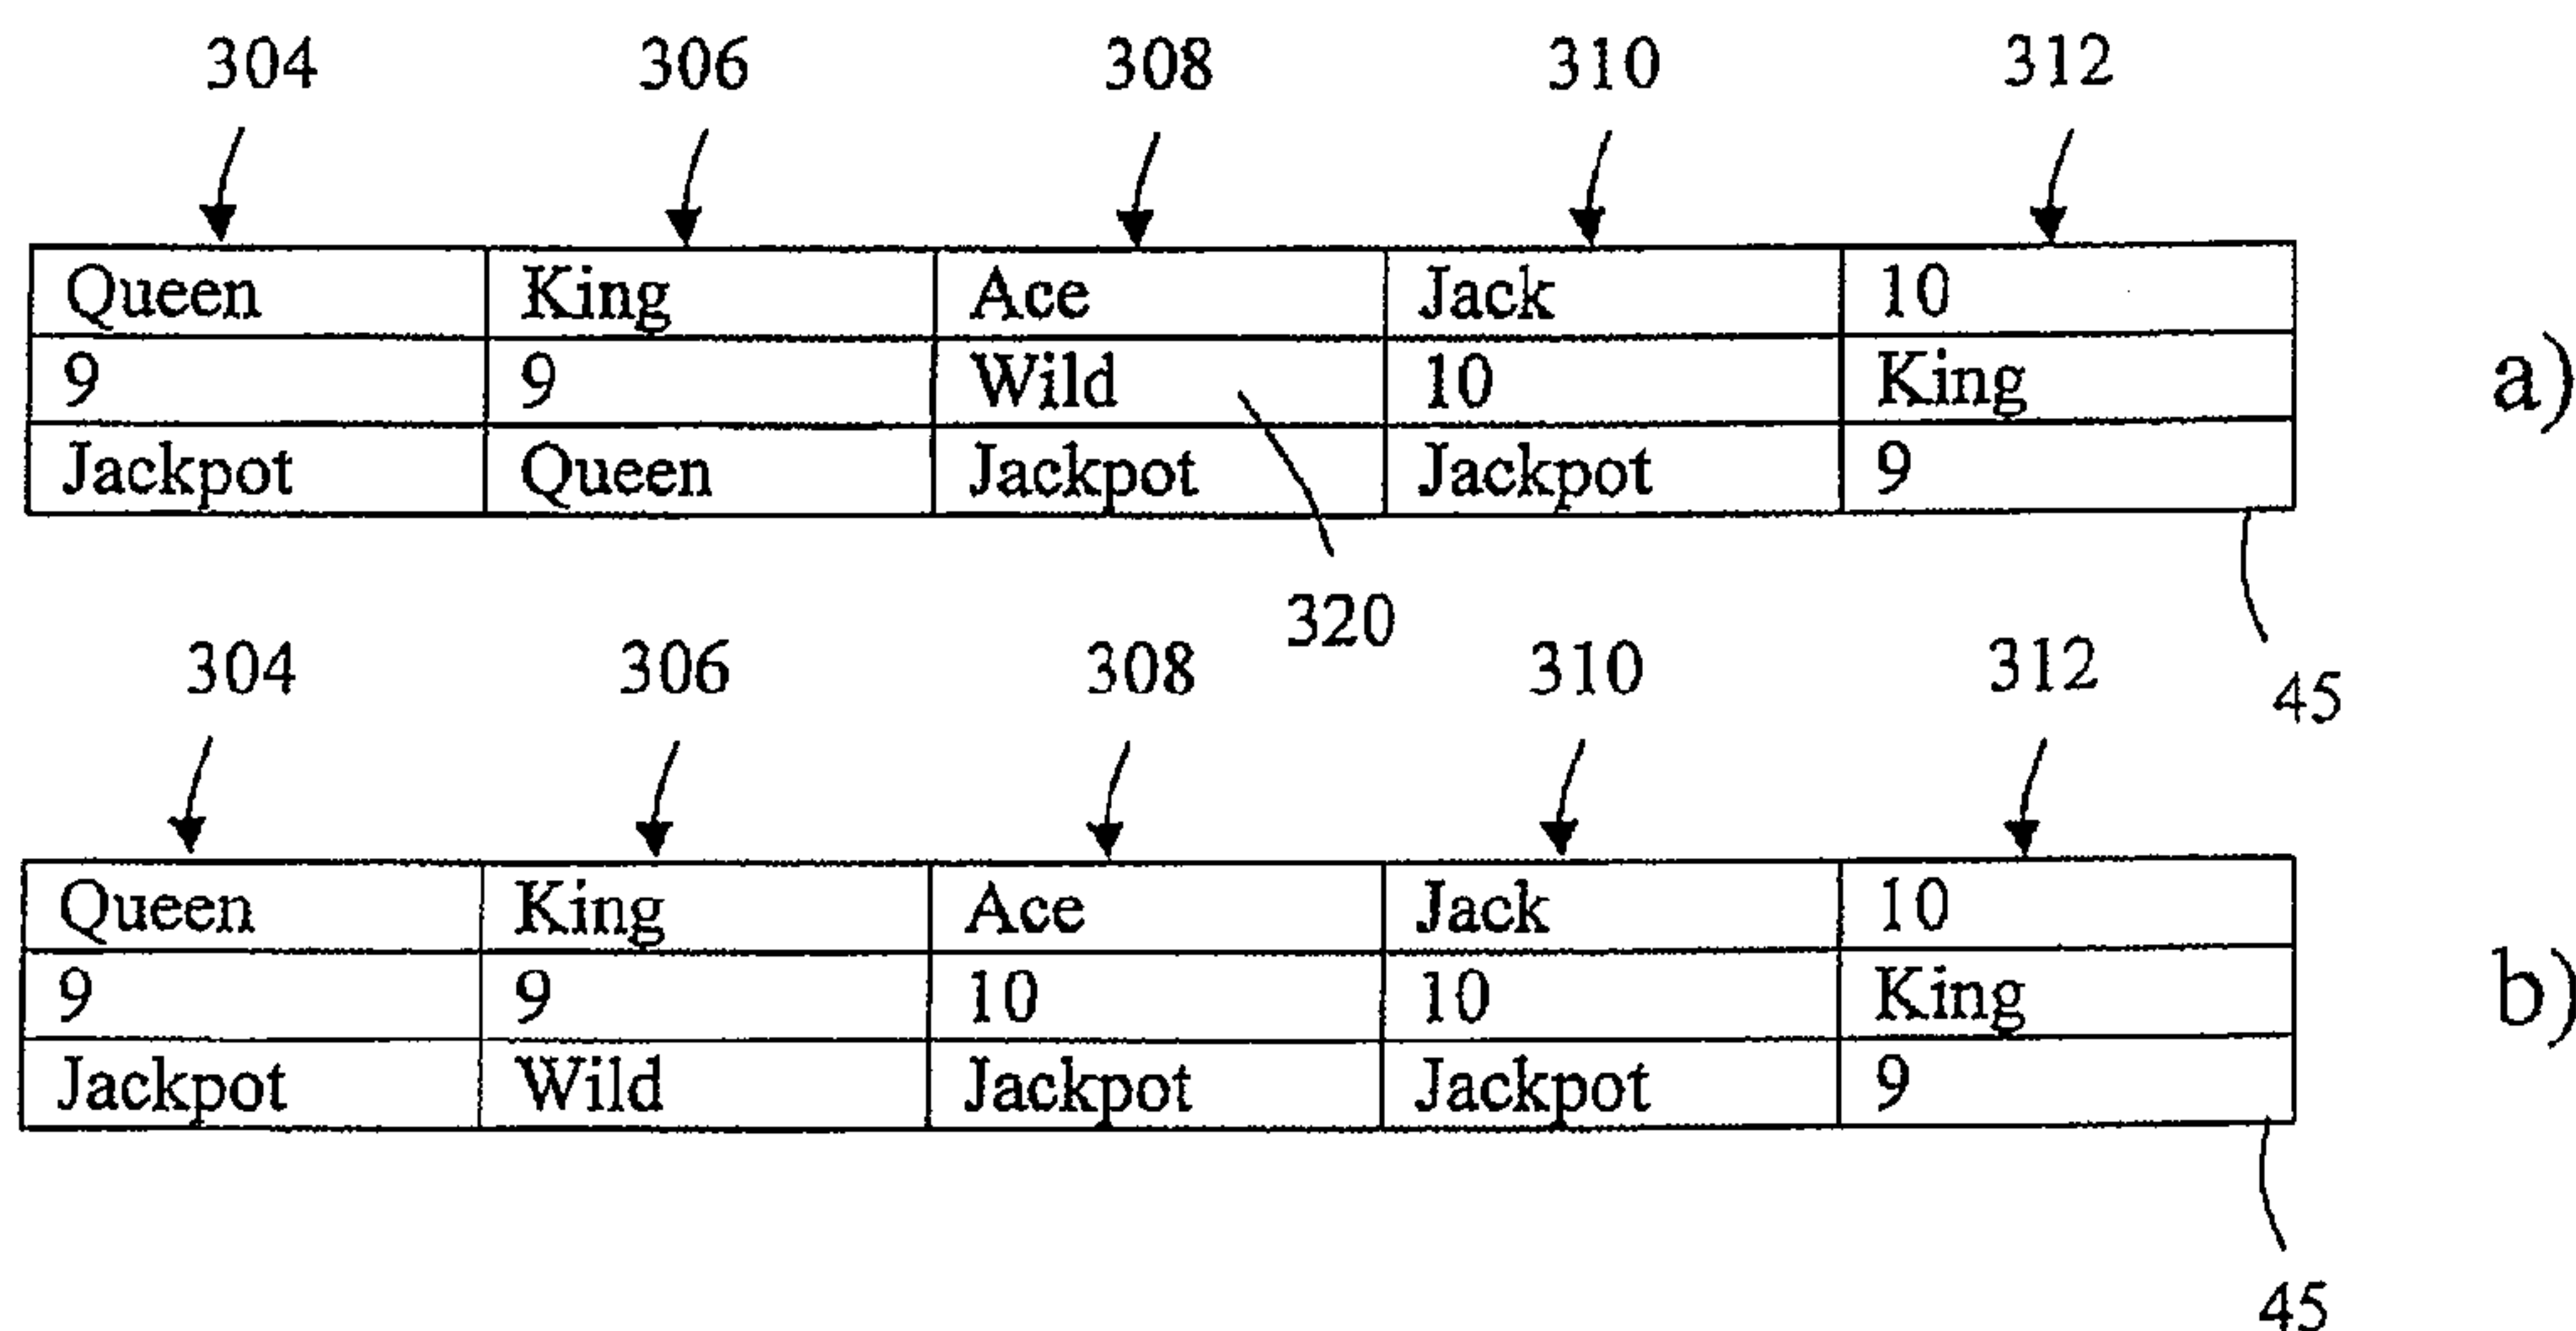 304 306 308 310 312
Queen King Ace Jack 10
9 9 Wild 10 King
a)
Jackpot Queen Jackpot Jackpot 9
320
304 306 308 310 312
45
Queen King Ace Jack 10
9 9 10 10 King
b)
Jackpot Wild Jackpot Jackpot 9
45